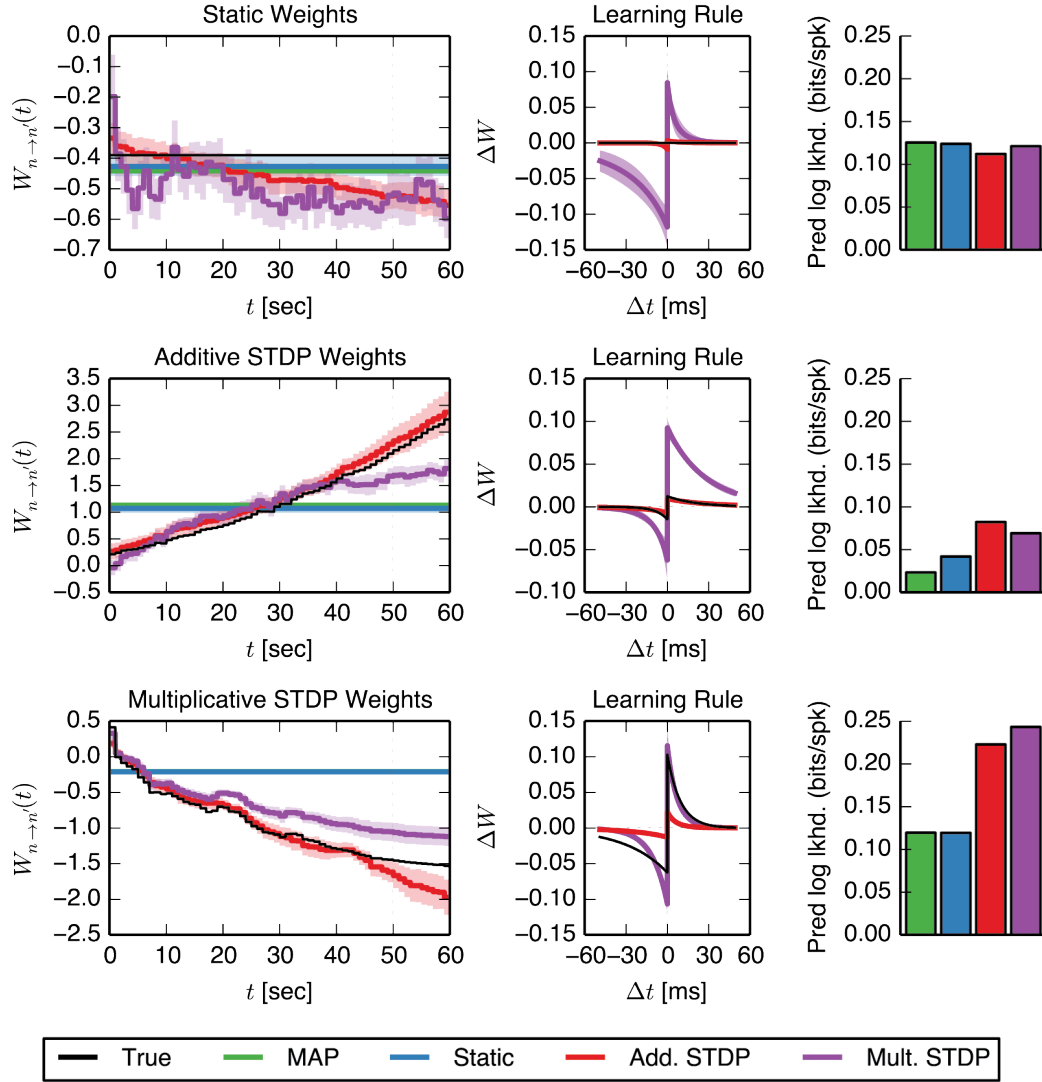 Static Weights
Learning Rule
0.0
−0.1
−0.2
−0.3
−0.4
−0.5
−0.6
−0.7
0 10 20 30 40 50 60
t [sec]
W n→n′(t)
0.15
0.10
0.05
0.00
−0.05
−0.10
−0.15
−60 −30 0 30 60
Δt [ms]
ΔW
0.25
0.20
0.15
0.10
0.05
0.00
Pred log lkhd. (bits/spk)
Additive STDP Weights
Learning Rule
3.5
3.0
2.5
2.0
1.5
1.0
0.5
0.0
−0.5
0 10 20 30 40 50 60
t [sec]
W n→n′(t)
0.15
0.10
0.05
0.00
−0.05
−0.10
−60 −30 0 30 60
Δt [ms]
ΔW
0.25
0.20
0.15
0.10
0.05
0.00
Pred log lkhd. (bits/spk)
Multiplicative STDP Weights
Learning Rule
0.5
0.0
−0.5
−1.0
−1.5
−2.0
−2.5
0 10 20 30 40 50 60
t [sec]
W n→n′(t)
0.15
0.10
0.05
0.00
−0.05
−0.10
−0.15
−60 −30 0 30 60
Δt [ms]
ΔW
0.25
0.20
0.15
0.10
0.05
0.00
Pred log lkhd. (bits/spk)
True MAP Static Add. STDP Mult. STDP